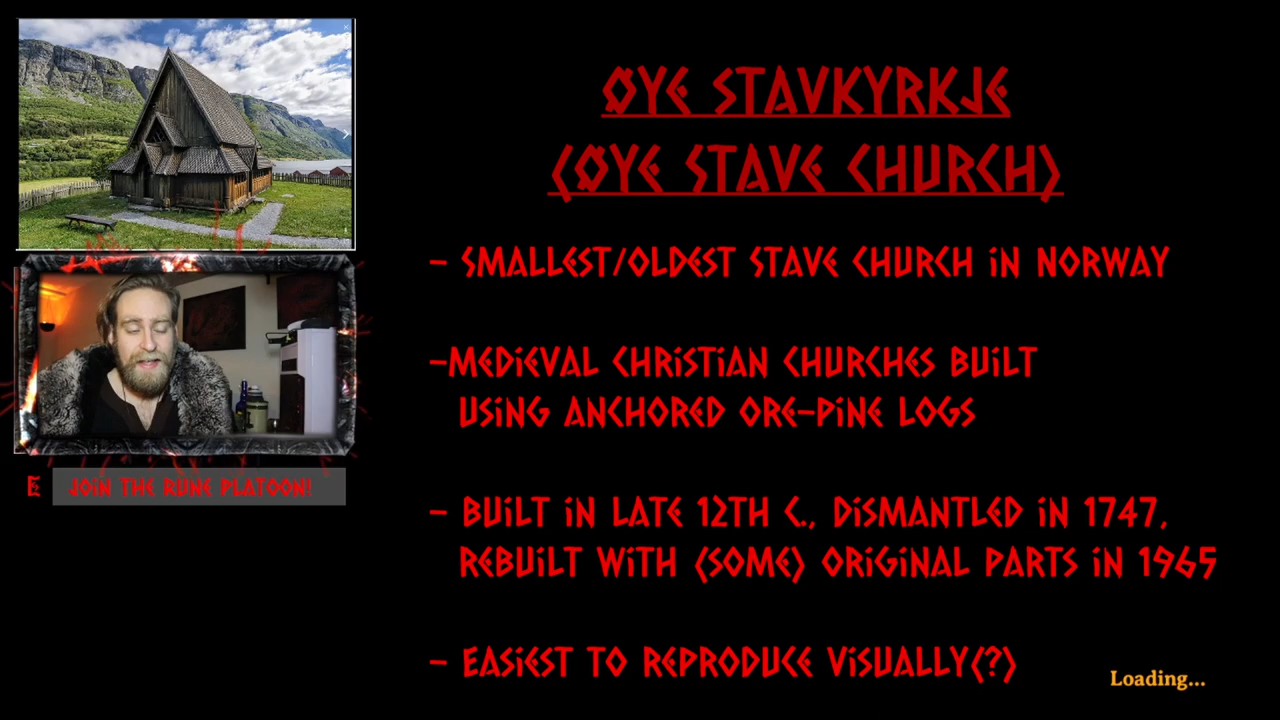 ØYE STAVKYRKJE
(ØYE STAVE CHURCH)
- SMALLEST/OLDEST STAVE CHURCH iN NORWAY
-MEDiEVAL CHRiSTiAN CHURCHES BUiLT
USiNG ANCHORED ORE-PiNE LOGS
- BUiLT iN LATE 12TH C., DiSMANTLED iN 1747,
REBUiLT WiTH (SOME) ORiGiNAL PARTS iN 1965
- EASiEST TO REPRODUCE ViSUALLY(?)
E JOiN THE RUNE PLATOON!
Loading...